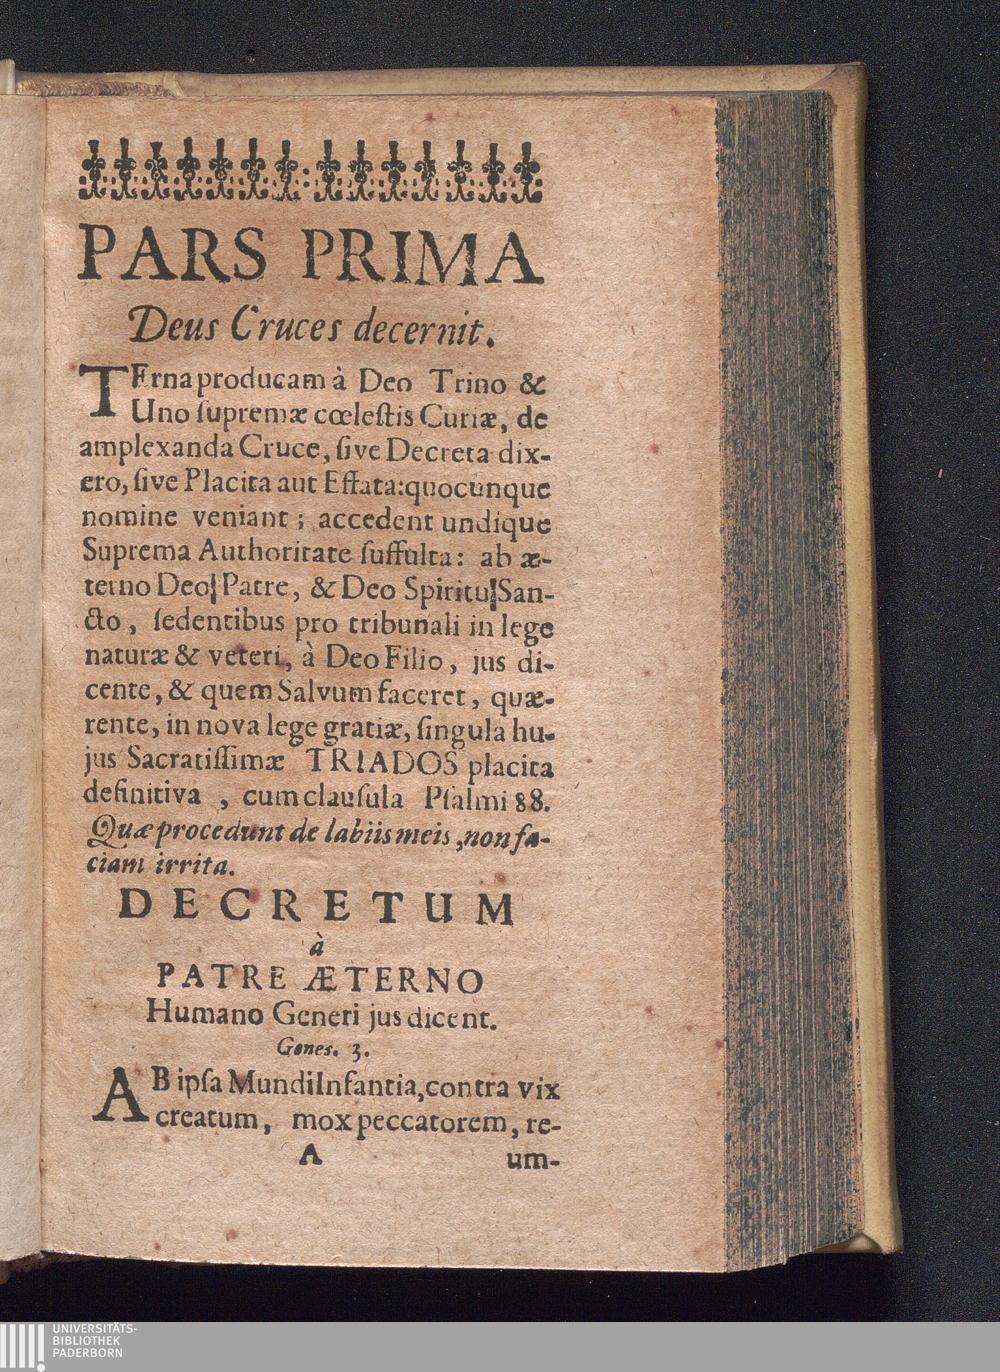 PARS PRIMA
Deus Cruces decernit.
TErna producam à Deo Trino &
Uno ſupremæ cœleſtis Curiæ, de
amplexanda Cruce, ſive Decreta dix-
ero, ſive Placita aut Effata: quocunque
nomine veniant; accedent undique
Suprema Authoritate ſuffulta: ab æ-
terno Deo Patre, & Deo Spiritu San-
cto, ſedentibus pro tribunali in lege
naturæ & veteri, à Deo Filio, jus di-
cente, & quem Salvum faceret, quæ-
rente, in nova lege gratiæ, ſingula hu-
jus Sacratiſſimæ TRIADOS placita
definitiva , cum clauſula Pſalmi 88.
Quæ procedunt de labiis meis, non fa-
ciam irrita.
DECRETUM
à
PATRE ÆTERNO
Humano Generi jus dicent.
Genes. 3.
AB ipſa Mundi Infantia, contra vix
creatum, mox peccatorem, re-
A um-
UNIVERSITÄTS-
BIBLIOTHEK
PADERBORN